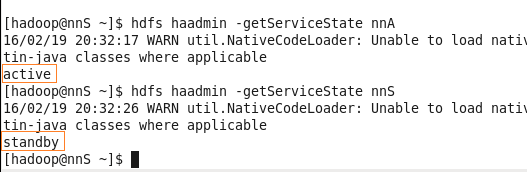 [hadoop@nnS ~]$ hdfs haadmin -getServiceState nnA
16/02/19 20:32:17 WARN util.NativeCodeLoader: Unable to load nativ
tin-java classes where applicable
active
[hadoop@nnS ~]$ hdfs haadmin -getServiceState nnS
16/02/19 20:32:26 WARN util.NativeCodeLoader: Unable to load nativ
tin-java classes where applicable
standby
[hadoop@nnS ~]$